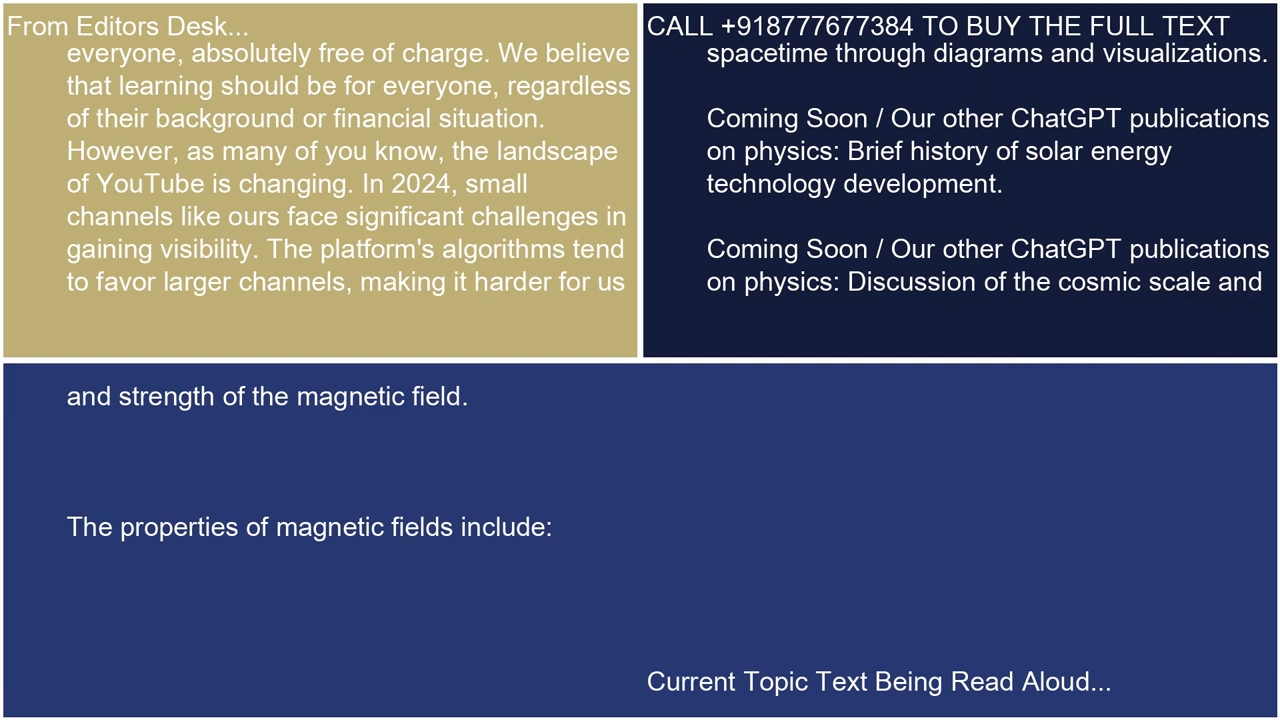 From Editors Desk...
everyone, absolutely free of charge. We believe
that learning should be for everyone, regardless
of their background or financial situation.
However, as many of you know, the landscape
of YouTube is changing. In 2024, small
channels like ours face significant challenges in
gaining visibility. The platform's algorithms tend
to favor larger channels, making it harder for us
CALL +918777677384 TO BUY THE FULL TEXT
spacetime through diagrams and visualizations.
Coming Soon / Our other ChatGPT publications
on physics: Brief history of solar energy
technology development.
Coming Soon / Our other ChatGPT publications
on physics: Discussion of the cosmic scale and
and strength of the magnetic field.
The properties of magnetic fields include:
Current Topic Text Being Read Aloud...